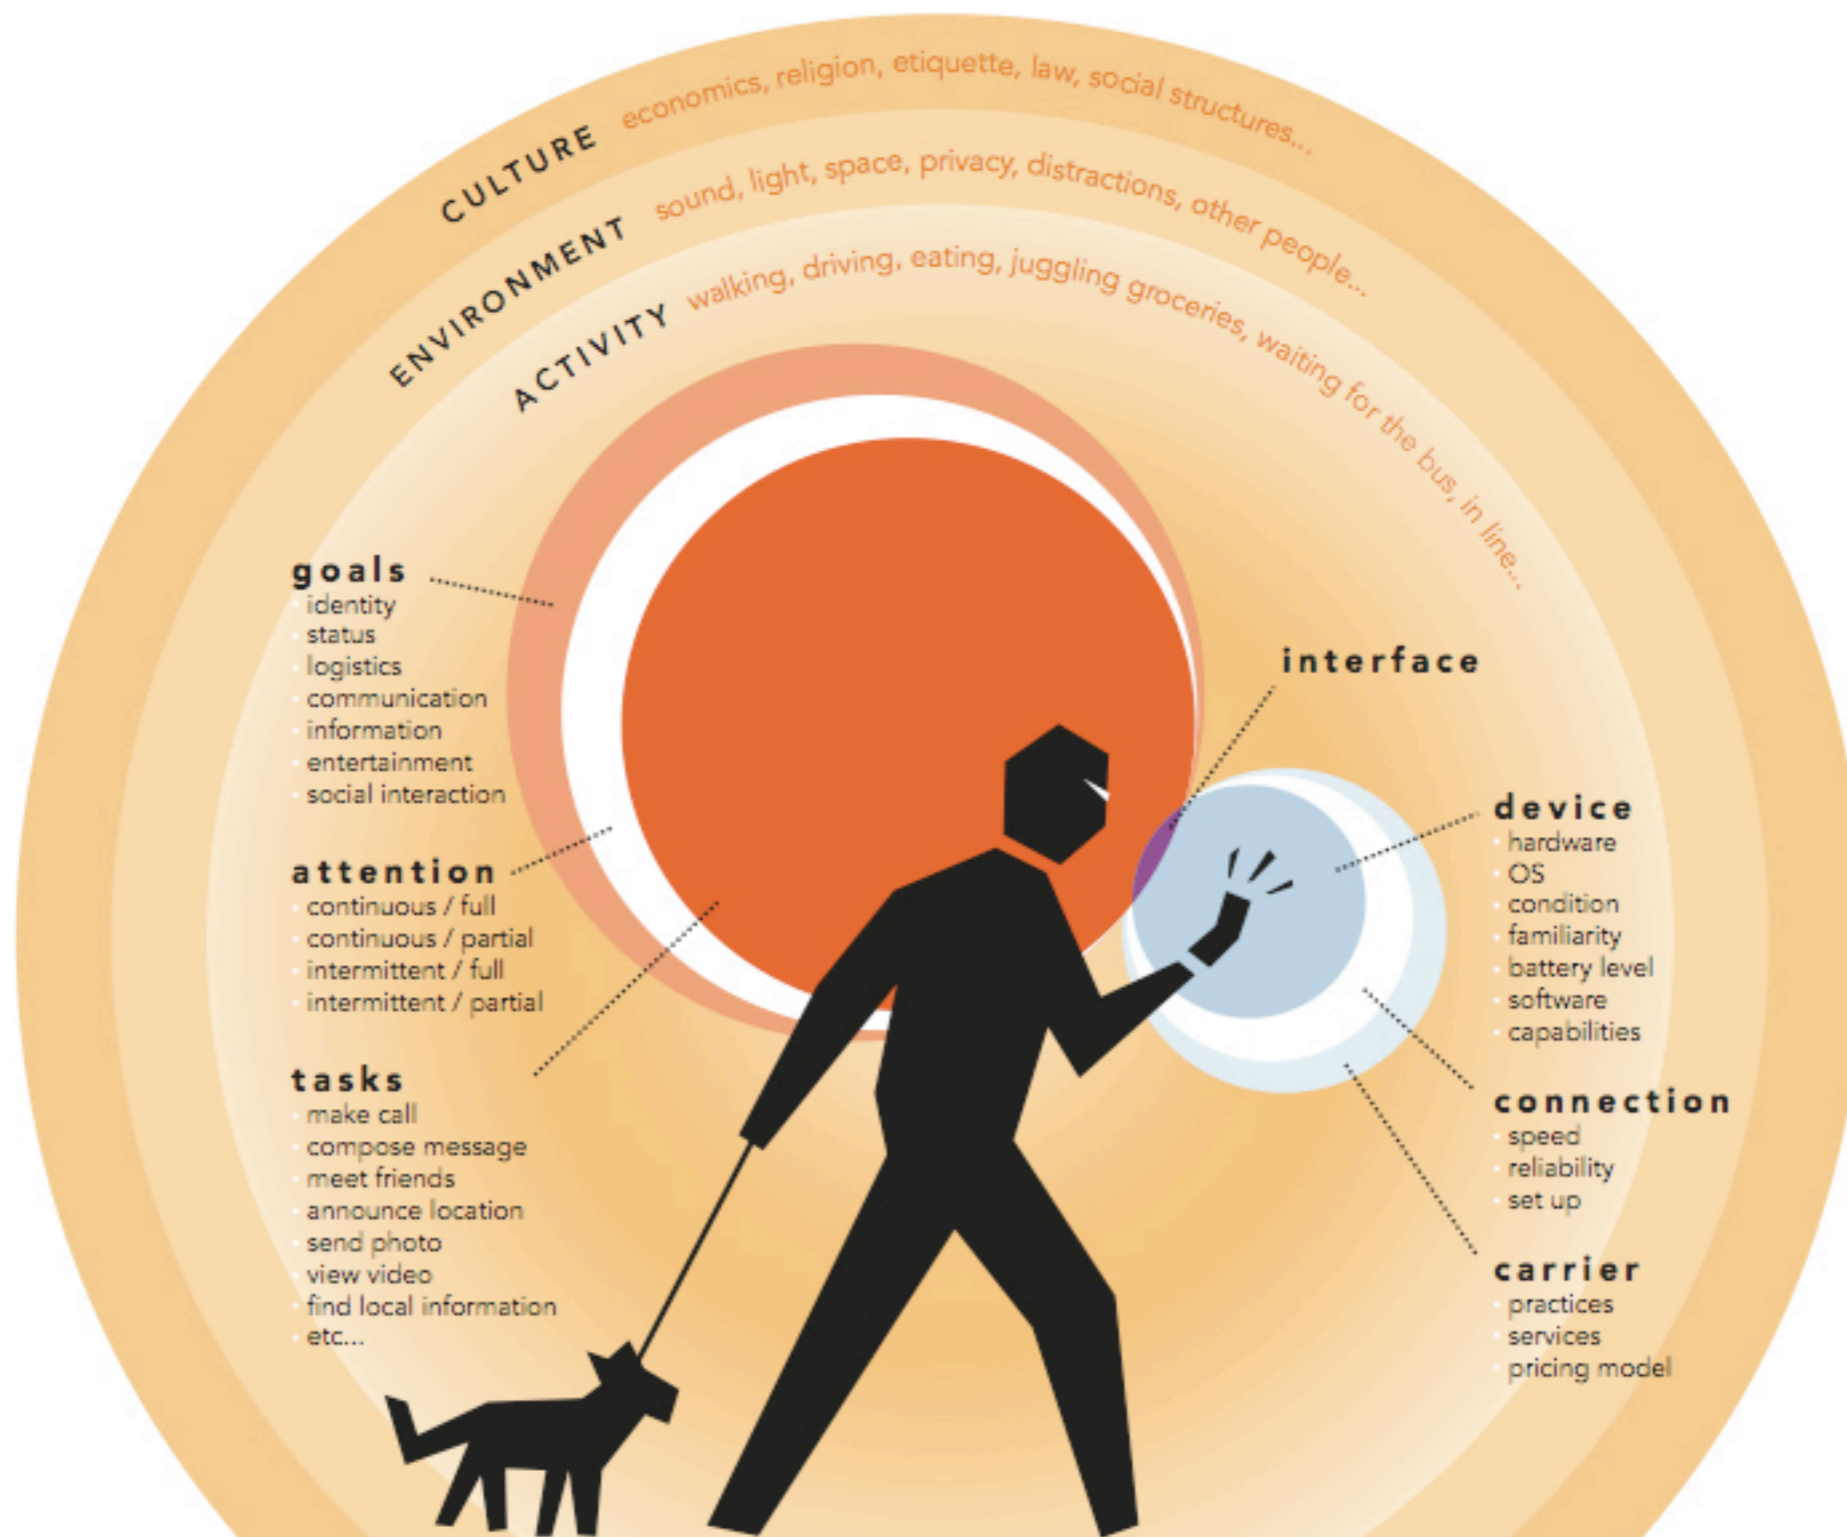 CULTURE economics, religion, etiquette, law, social structures...
ENVIRONMENT sound, light, space, privacy, distractions, other people...
ACTIVITY walking, driving, eating, juggling groceries, waiting for the bus, in line...
goals
identity
status
logistics
communication
information
entertainment
social interaction
attention
continuous / full
continuous / partial
intermittent / full
intermittent / partial
tasks
make call
compose message
meet friends
announce location
send photo
view video
find local information
etc...
interface
device
hardware
OS
condition
familiarity
battery level
software
capabilities
connection
speed
reliability
set up
carrier
practices
services
pricing model